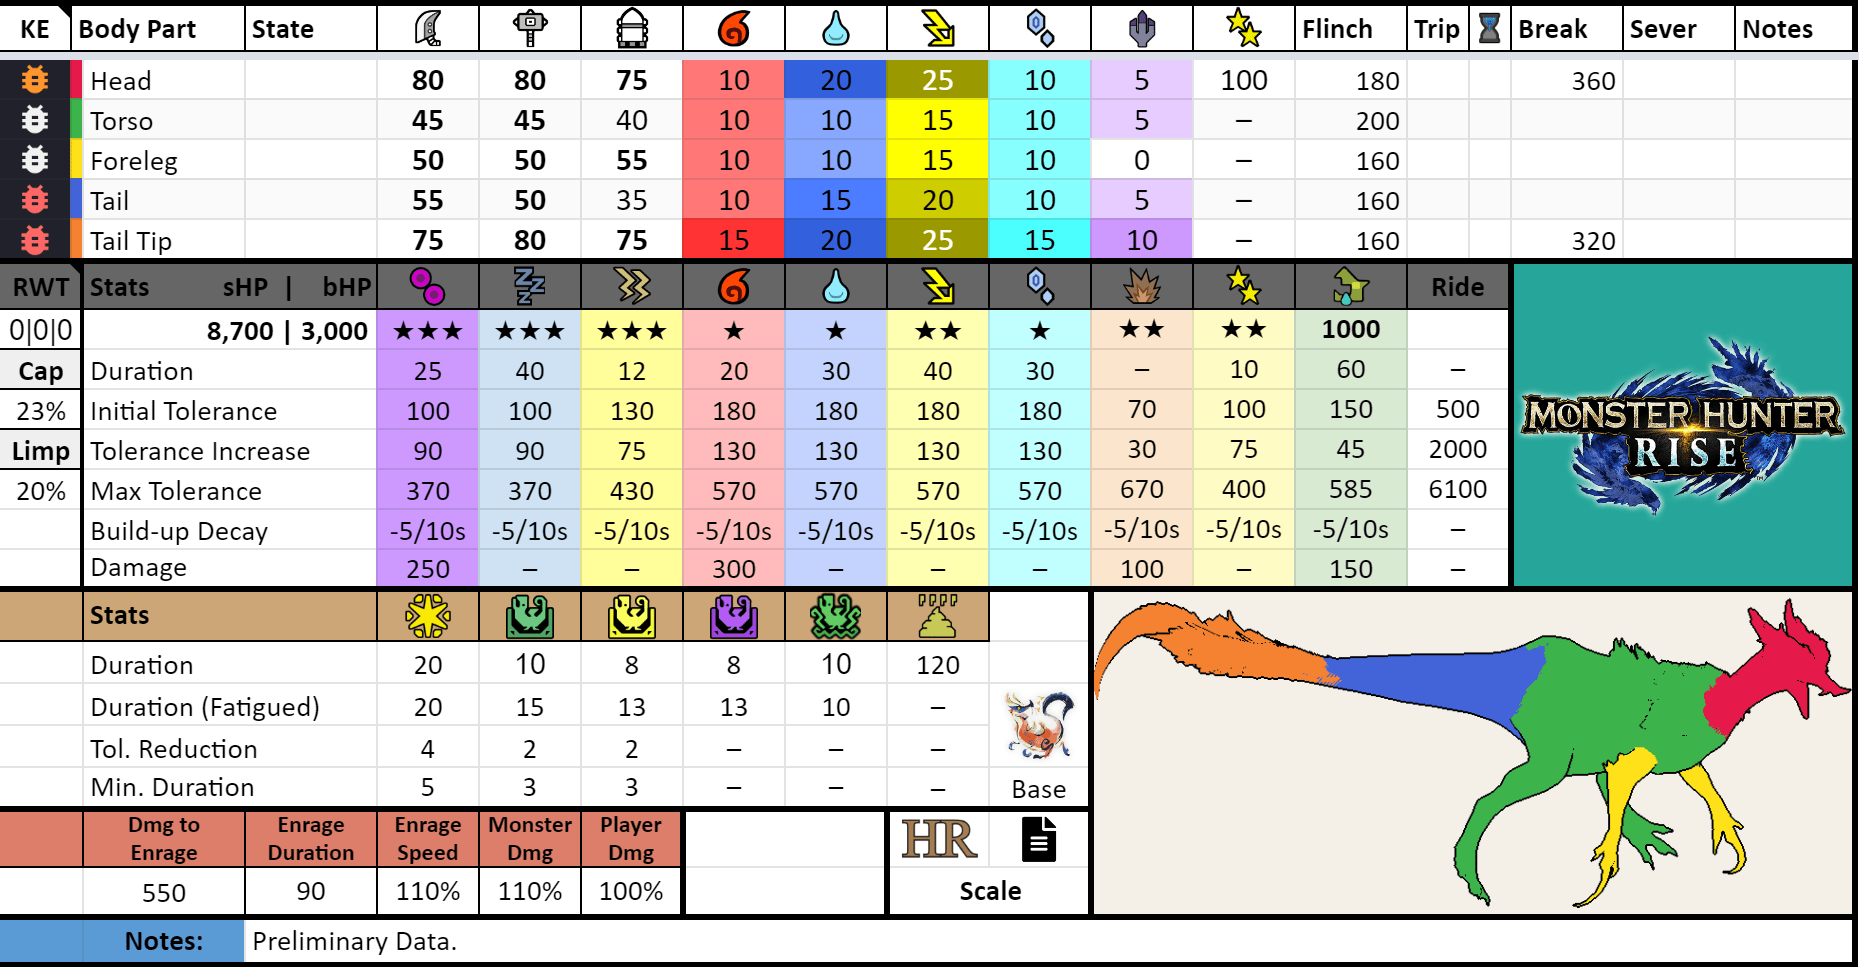 KE Body Part State Flinch Trip Break Sever Notes
Head 80 80 75 10 20 25 10 5 100 180 360
Torso 45 45 40 10 10 15 10 5 – 200
Foreleg 50 50 55 10 10 15 10 0 – 160
Tail 55 50 35 10 15 20 10 5 – 160
Tail Tip 75 80 75 15 20 25 15 10 – 160 320
RWT Stats sHP | bHP Ride
0|0|0 8,700 | 3,000 ★★★ ★★★ ★★★ ★ ★ ★★ ★ ★★ ★★ 1000
Cap Duration 25 40 12 20 30 40 30 – 10 60 –
23% Initial Tolerance 100 100 130 180 180 180 180 70 100 150 500
Limp Tolerance Increase 90 90 75 130 130 130 130 30 75 45 2000
20% Max Tolerance 370 370 430 570 570 570 570 670 400 585 6100
Build-up Decay -5/10s -5/10s -5/10s -5/10s -5/10s -5/10s -5/10s -5/10s -5/10s -5/10s –
Damage 250 – – 300 – – – 100 – 150 –
MONSTER HUNTER
RISE
Stats
Duration 20 10 8 8 10 120
Duration (Fatigued) 20 15 13 13 10 –
Tol. Reduction 4 2 2 – – –
Min. Duration 5 3 3 – – –
Base
Dmg to Enrage Enrage Duration Enrage Speed Monster Dmg Player Dmg HR
550 90 110% 110% 100% Scale
Notes: Preliminary Data.